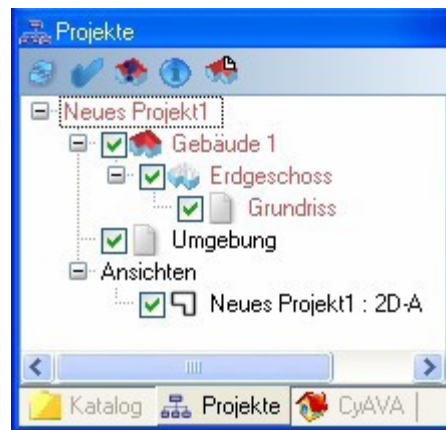 Projekte
Neues Projekt1
Gebäude 1
Erdgeschoss
Grundriss
Umgebung
Ansichten
Neues Projekt1 : 2D-A
Katalog Projekte CyAVA